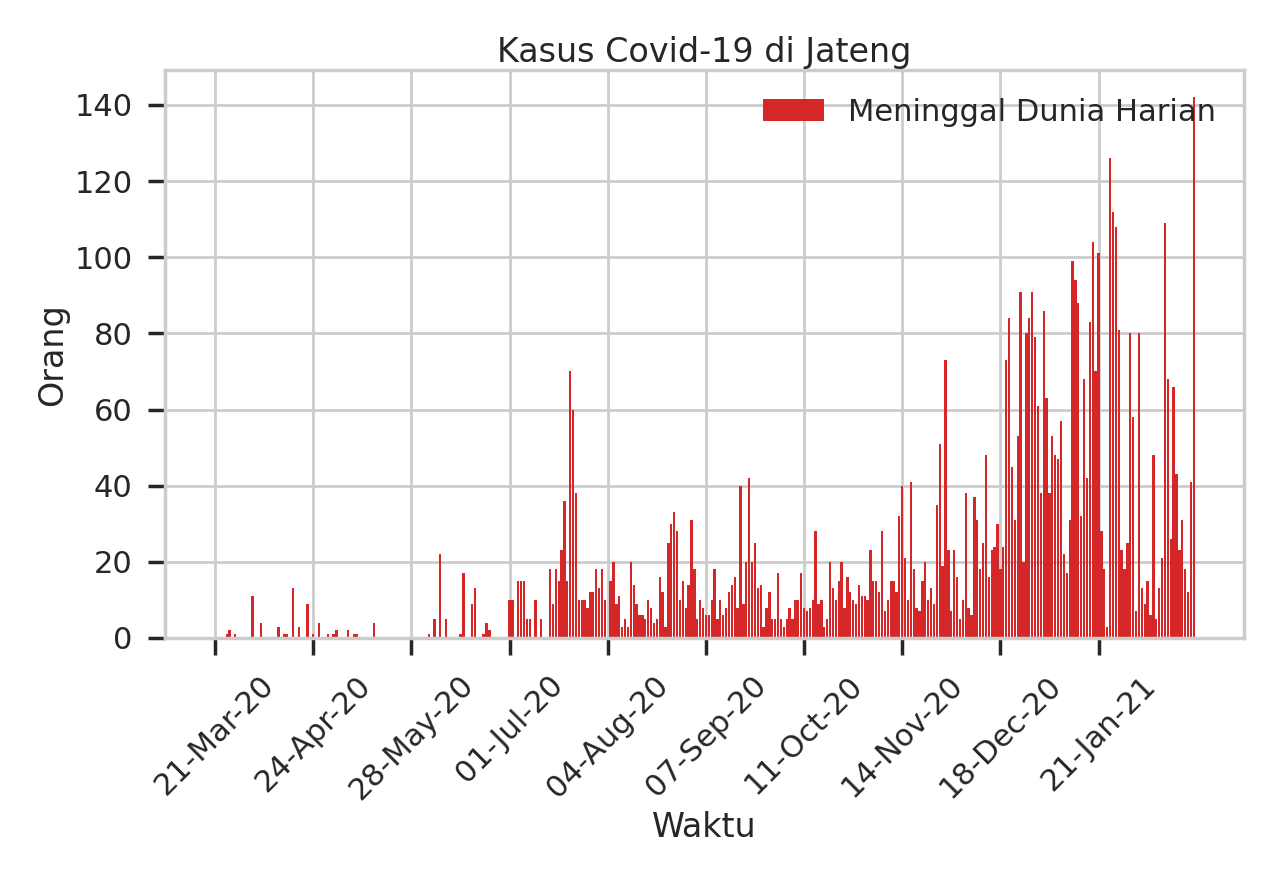 Kasus Covid-19 di Jateng
Meninggal Dunia Harian
140
120
100
80
60
40
20
0
Orang
21-Mar-20
24-Apr-20
28-May-20
01-Jul-20
04-Aug-20
07-Sep-20
11-Oct-20
14-Nov-20
18-Dec-20
21-Jan-21
Waktu